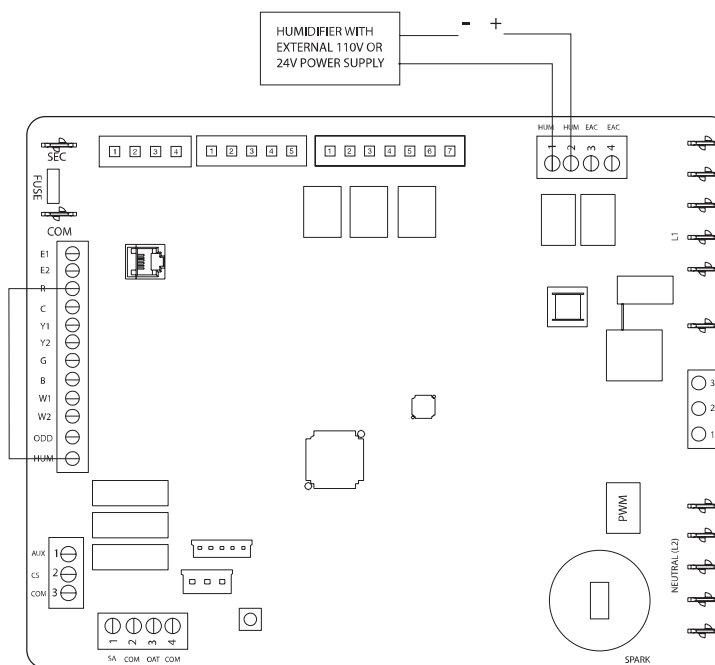 HUMIDIFIER WITH
EXTERNAL 110V OR
24V POWER SUPPLY
- +
HUM HUM EAC EAC
1 2 3 4
SEC
FUSE
COM
1 2 3 4
1 2 3 4 5
1 2 3 4 5 6 7
L1
E1
E2
R
C
Y1
Y2
G
B
W1
W2
ODD
HUM
3
2
1
PWM
NEUTRAL (L2)
AUX 1
CS 2
COM 3
1 2 3 4
SA COM OAT COM
SPARK